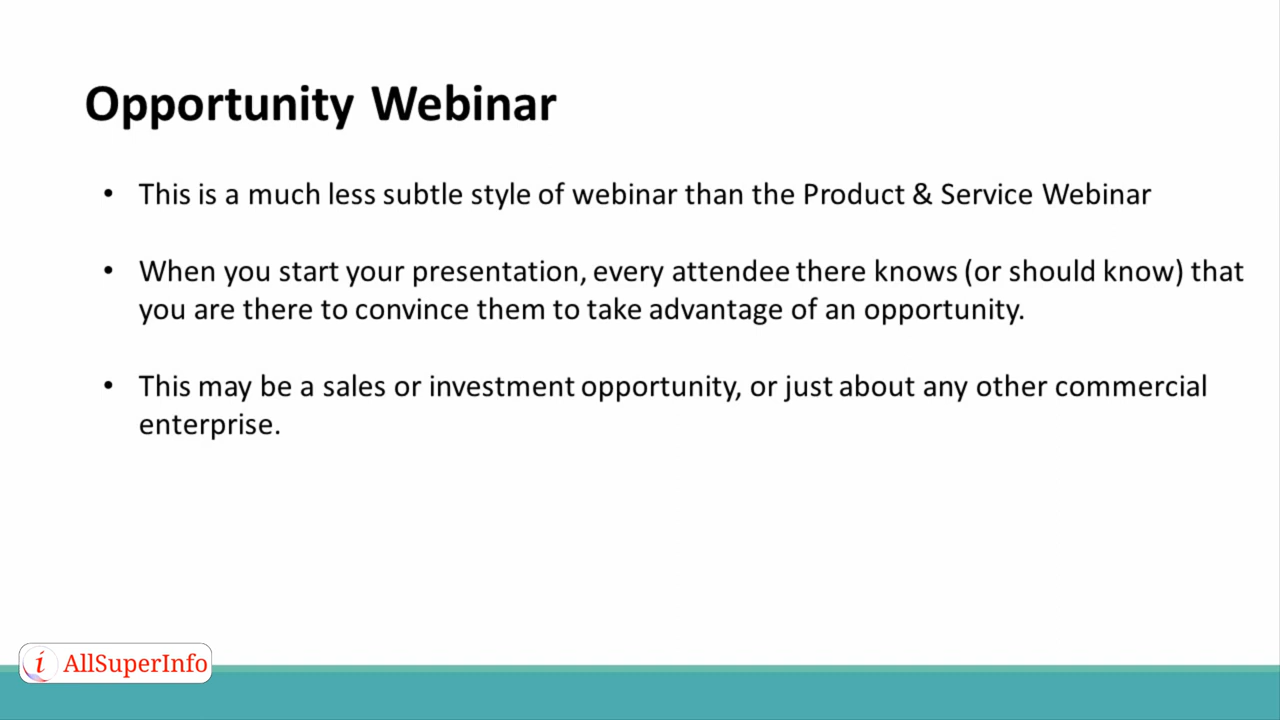 Opportunity Webinar
• This is a much less subtle style of webinar than the Product & Service Webinar
• When you start your presentation, every attendee there knows (or should know) that
you are there to convince them to take advantage of an opportunity.
• This may be a sales or investment opportunity, or just about any other commercial
enterprise.
i AllSuperInfo